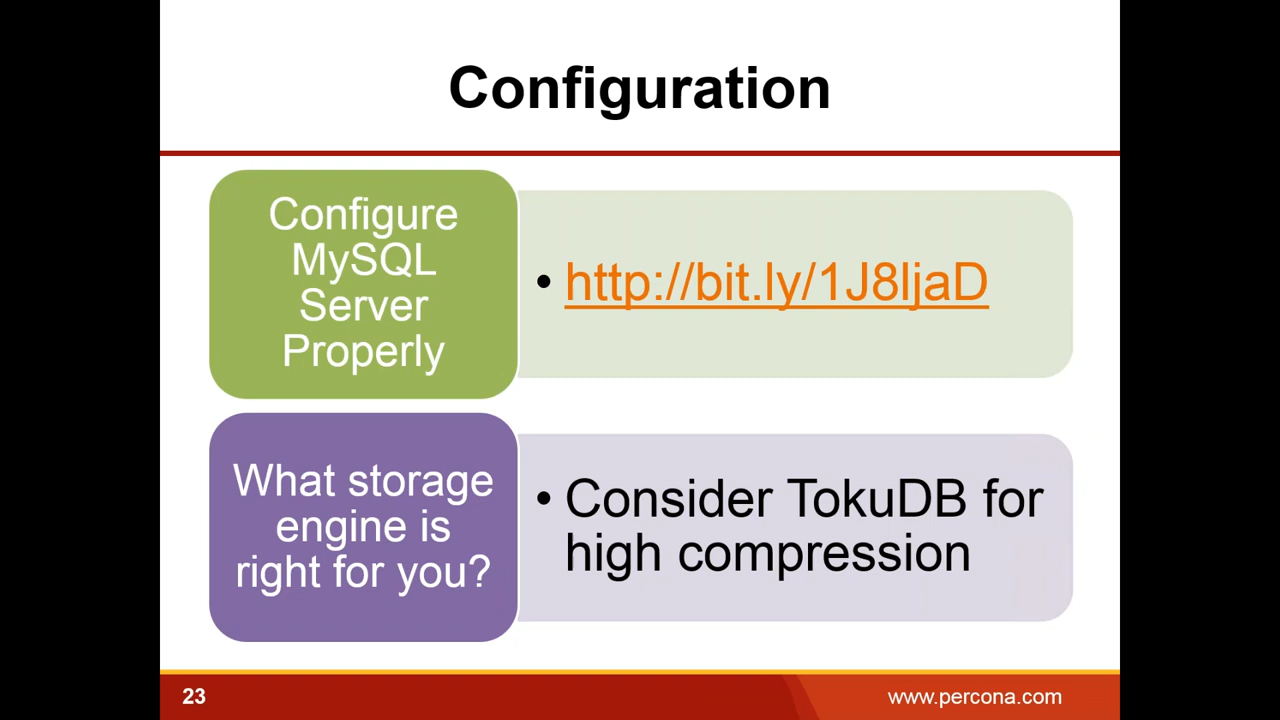 Configuration
Configure
MySQL
Server
Properly
• http://bit.ly/1J8ljaD
What storage
engine is
right for you?
• Consider TokuDB for
high compression
23
www.percona.com